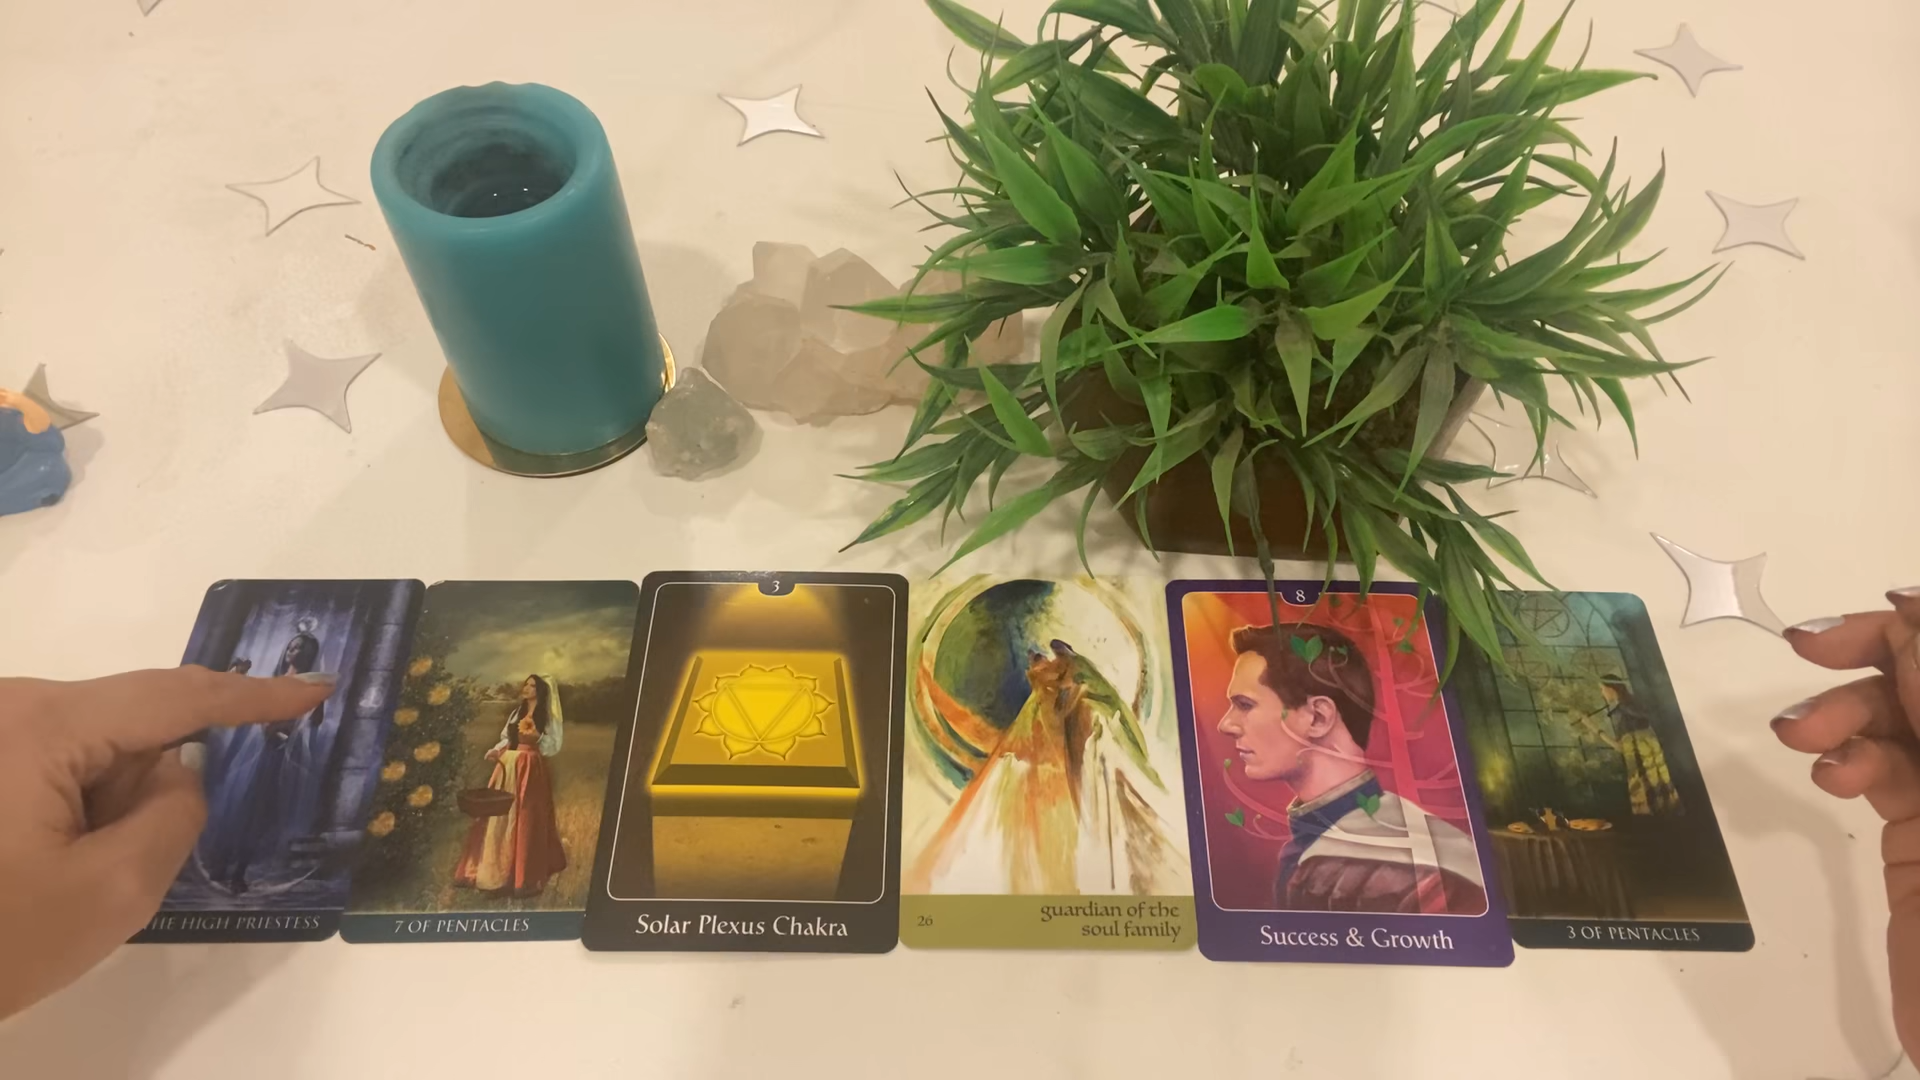 THE HIGH PRIESTESS
7 OF PENTACLES
3
Solar Plexus Chakra
26
guardian of the
soul family
8
Success & Growth
3 OF PENTACLES